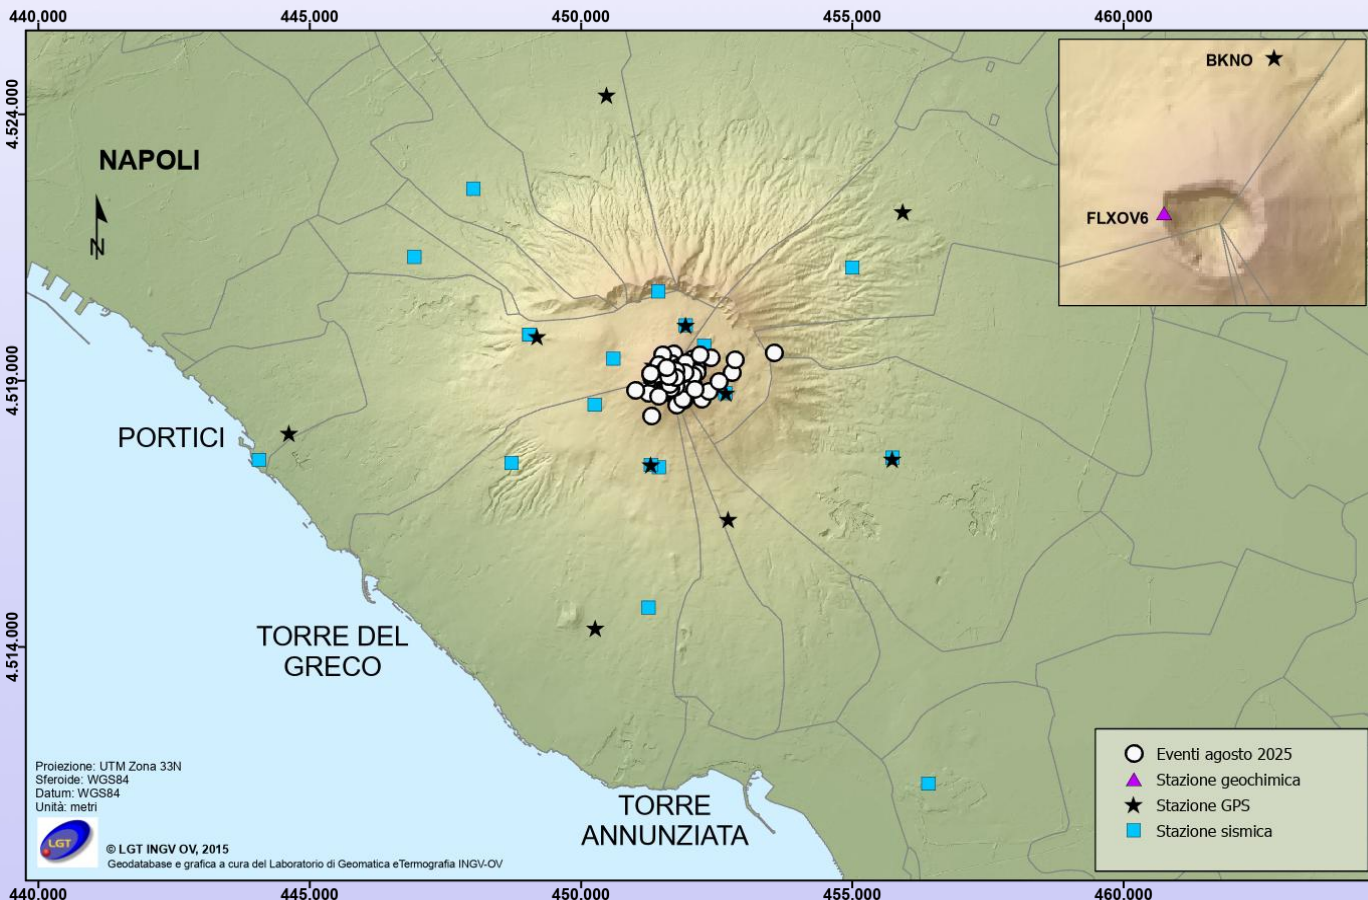 440.000
445.000
450.000
455.000
460.000
4.524.000
4.519.000
4.514.000
NAPOLI
N
BKNO
FLXOV6
PORTICI
TORRE DEL
GRECO
TORRE
ANNUNZIATA
Eventi agosto 2025
Stazione geochimica
Stazione GPS
Stazione sismica
Proiezione: UTM Zona 33N
Sferoide: WGS84
Datum: WGS84
Unità: metri
LGT
© LGT INGV OV, 2015
Geodatabase e grafica a cura del Laboratorio di Geomatica eTermografia INGV-OV
440.000
445.000
450.000
455.000
460.000